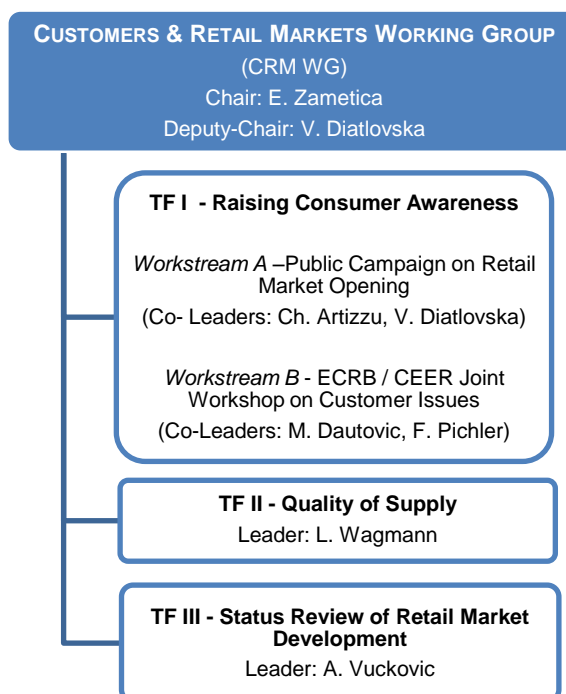 CUSTOMERS & RETAIL MARKETS WORKING GROUP
(CRM WG)
Chair: E. Zametica
Deputy-Chair: V. Diatlovska
TF I - Raising Consumer Awareness
Workstream A –Public Campaign on Retail
Market Opening
(Co- Leaders: Ch. Artizzu, V. Diatlovska)
Workstream B - ECRB / CEER Joint
Workshop on Customer Issues
(Co-Leaders: M. Dautovic, F. Pichler)
TF II - Quality of Supply
Leader: L. Wagmann
TF III - Status Review of Retail Market
Development
Leader: A. Vuckovic